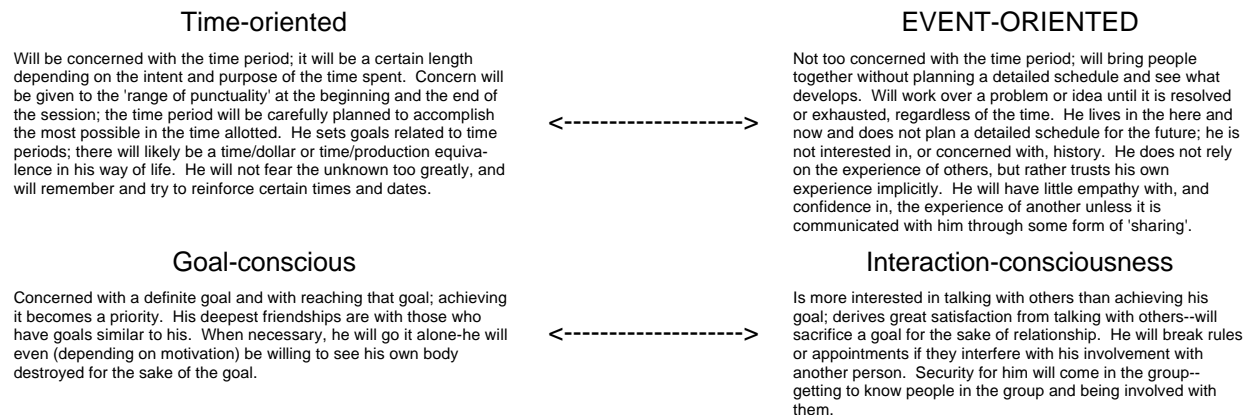 Time-oriented
Will be concerned with the time period; it will be a certain length
depending on the intent and purpose of the time spent.  Concern will
be given to the 'range of punctuality' at the beginning and the end of
the session; the time period will be carefully planned to accomplish
the most possible in the time allotted.  He sets goals related to time
periods; there will likely be a time/dollar or time/production equiva-
lence in his way of life.  He will not fear the unknown too greatly, and
will remember and try to reinforce certain times and dates.
<-------------------->
EVENT-ORIENTED
Not too concerned with the time period; will bring people
together without planning a detailed schedule and see what
develops.  Will work over a problem or idea until it is resolved
or exhausted, regardless of the time.  He lives in the here and
now and does not plan a detailed schedule for the future; he is
not interested in, or concerned with, history.  He does not rely
on the experience of others, but rather trusts his own
experience implicitly.  He will have little empathy with, and
confidence in, the experience of another unless it is
communicated with him through some form of 'sharing'.
Goal-conscious
Concerned with a definite goal and with reaching that goal; achieving
it becomes a priority.  His deepest friendships are with those who
have goals similar to his.  When necessary, he will go it alone-he will
even (depending on motivation) be willing to see his own body
destroyed for the sake of the goal.
<-------------------->
Interaction-consciousness
Is more interested in talking with others than achieving his
goal; derives great satisfaction from talking with others--will
sacrifice a goal for the sake of relationship.  He will break rules
or appointments if they interfere with his involvement with
another person.  Security for him will come in the group--
getting to know people in the group and being involved with
them.